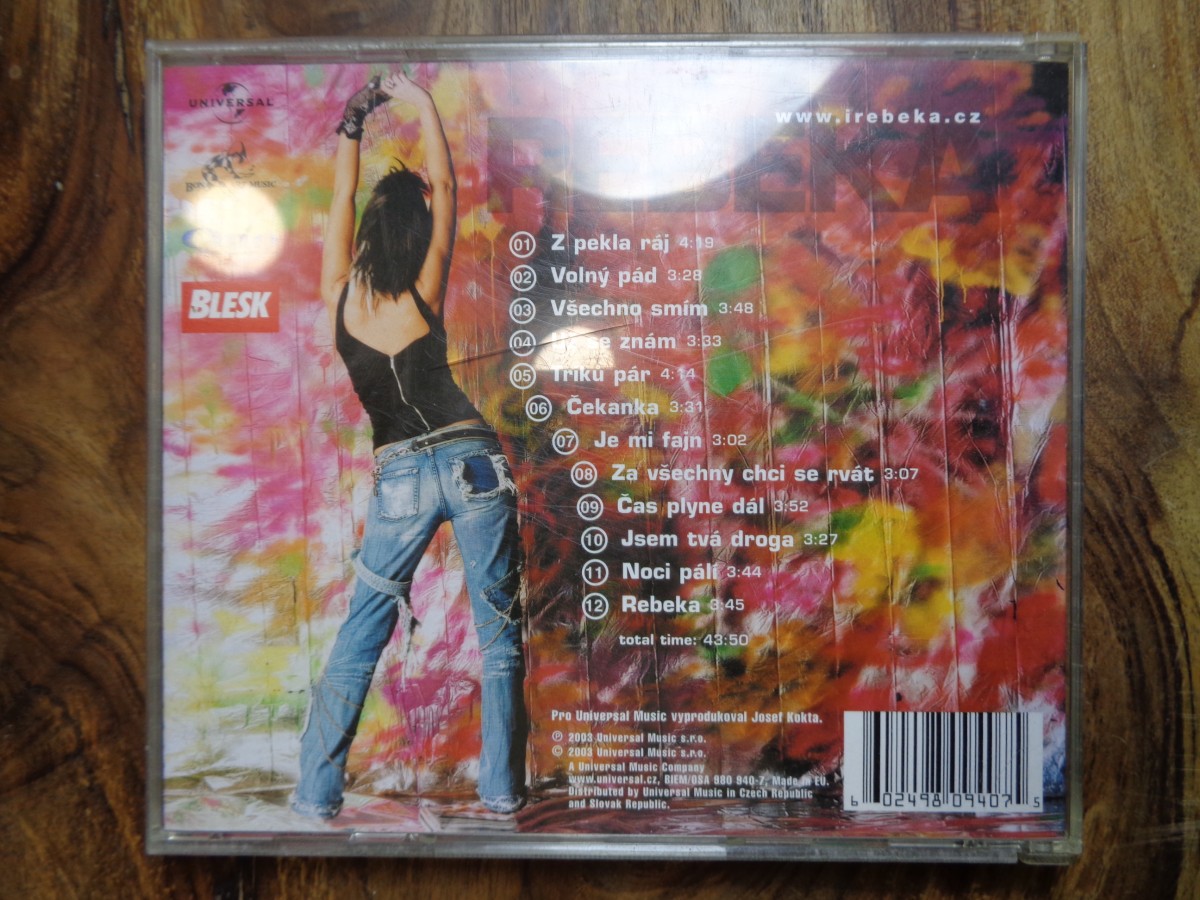 UNIVERSAL
www.irebeka.cz
REBEKA
BLESK
01 Z pekla ráj 4:19
02 Volný pád 3:28
03 Všechno smím 3:48
04 se znám 3:33
05 Triků pár 4:14
06 Čekanka 3:31
07 Je mi fajn 3:02
08 Za všechny chci se rvát 3:07
09 Čas plyne dál 3:52
10 Jsem tvá droga 3:27
11 Noci pálí 3:44
12 Rebeka 3:45
total time: 43:50
Pro Universal Music vyprodukoval Josef Kokta.
℗ 2003 Universal Music s.r.o.
© 2003 Universal Music s.r.o.
A Universal Music Company
www.universal.cz, BIEM/OSA 980 940-7, Made in EU.
Distributed by Universal Music in Czech Republic
and Slovak Republic.
6 02498 09407 5